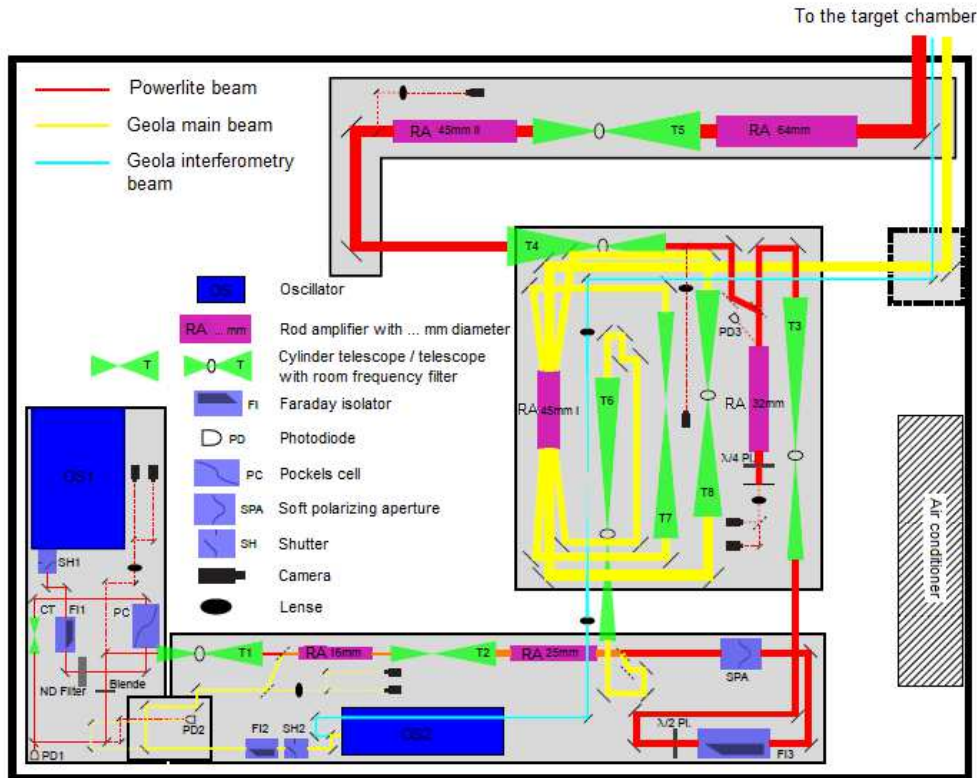 To the target chamber
Powerlite beam
Geola main beam
Geola interferometry
beam
RA 45mm II
T5
RA 64mm
T4
OS
Oscillator
RA ...mm
Rod amplifier with ... mm diameter
T
T
Cylinder telescope / telescope
with room frequency filter
FI
Faraday isolator
PD
Photodiode
PC
Pockels cell
SPA
Soft polarizing aperture
SH
Shutter
Camera
Lense
PD3
T3
T6
RA 45mm I
RA 32mm
λ/4 Pl.
T8
T7
Air conditioner
OS1
SH1
CT
FI1
PC
ND Filter
Blende
PD1
T1
RA 16mm
T2
RA 25mm
SPA
PD2
FI2
SH2
OS2
λ/2 Pl.
FI3